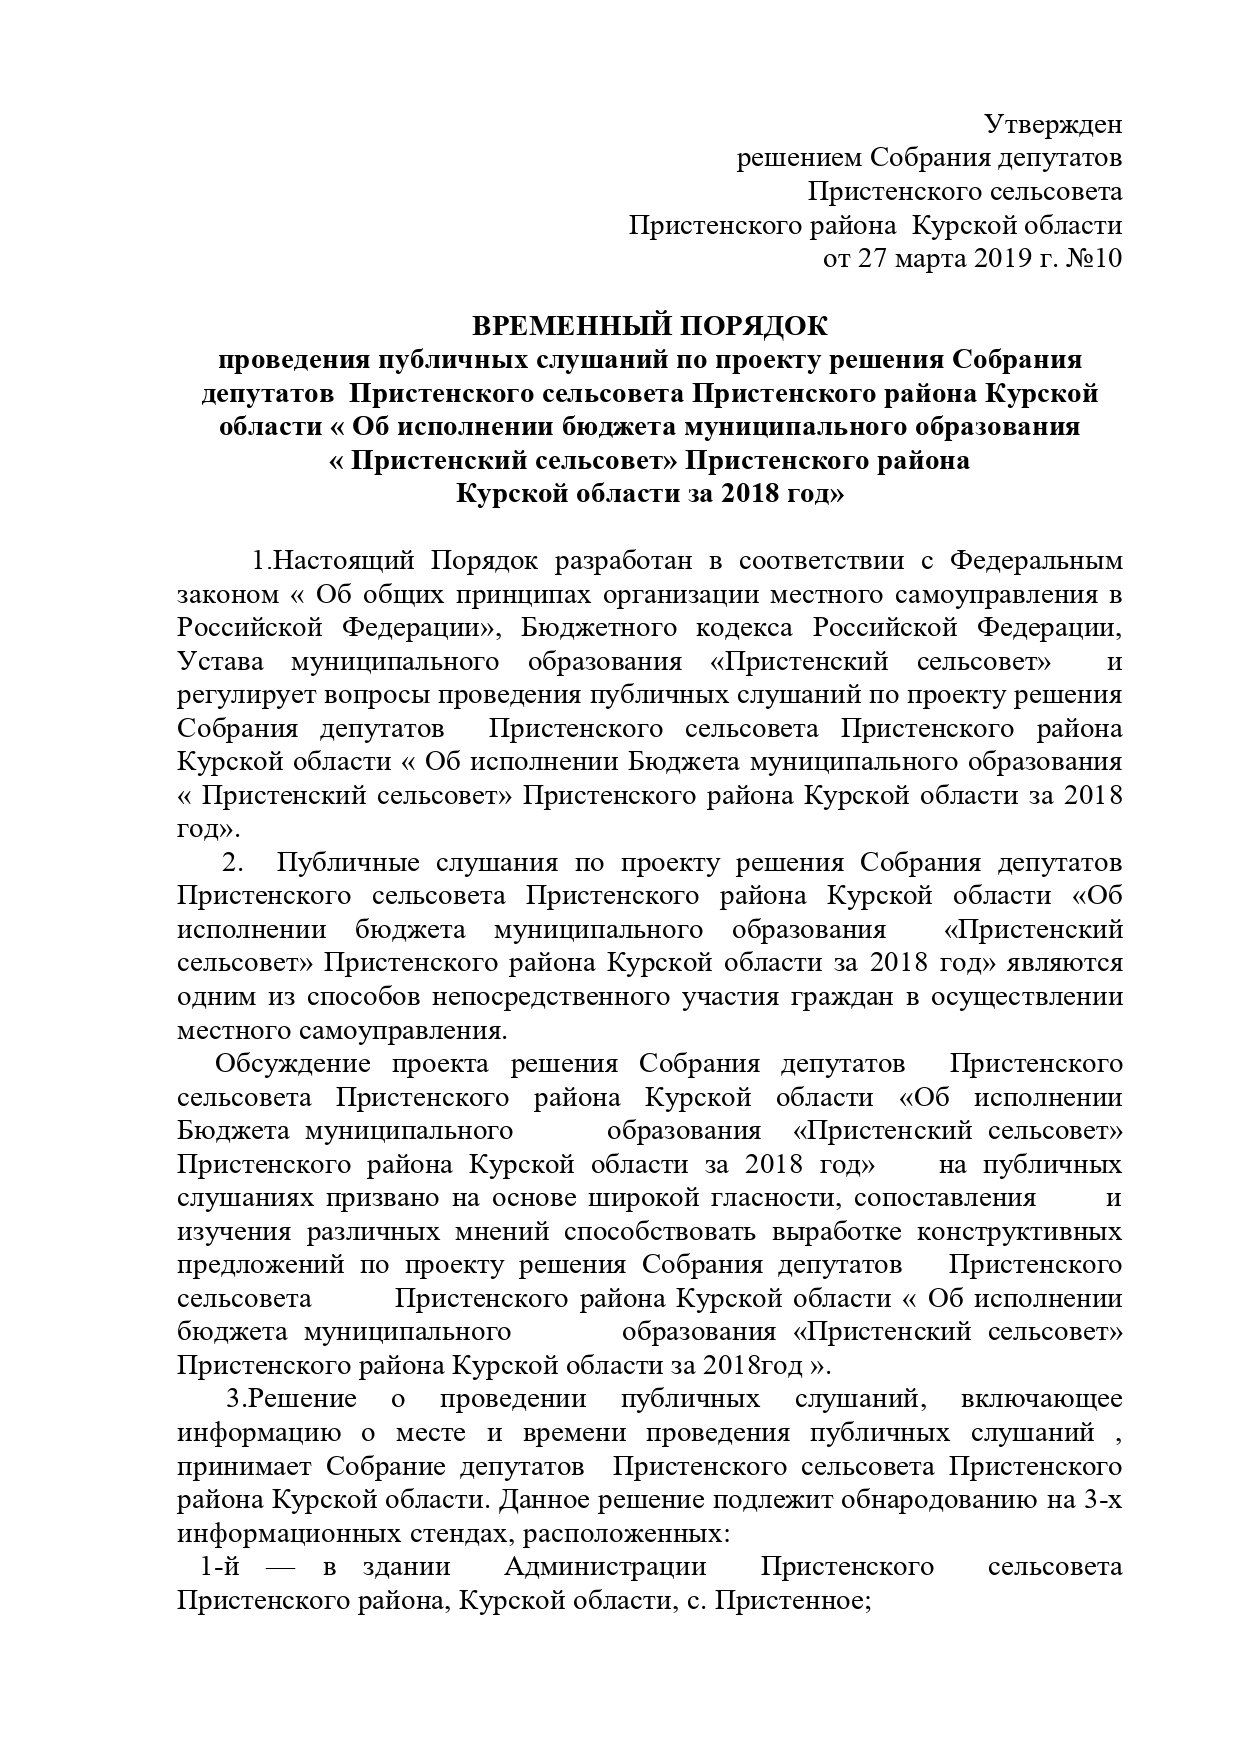 Утвержден
решением Собрания депутатов
Пристенского сельсовета
Пристенского района  Курской области
от 27 марта 2019 г. №10
ВРЕМЕННЫЙ ПОРЯДОК
проведения публичных слушаний по проекту решения Собрания
депутатов  Пристенского сельсовета Пристенского района Курской
области « Об исполнении бюджета муниципального образования
« Пристенский сельсовет» Пристенского района
Курской области за 2018 год»
1.Настоящий Порядок разработан в соответствии с Федеральным
законом « Об общих принципах организации местного самоуправления в
Российской Федерации», Бюджетного кодекса Российской Федерации,
Устава муниципального образования «Пристенский сельсовет» и
регулирует вопросы проведения публичных слушаний по проекту решения
Собрания депутатов  Пристенского сельсовета Пристенского района
Курской области « Об исполнении Бюджета муниципального образования
« Пристенский сельсовет» Пристенского района Курской области за 2018
год».
2. Публичные слушания по проекту решения Собрания депутатов
Пристенского сельсовета Пристенского района Курской области «Об
исполнении бюджета муниципального образования «Пристенский
сельсовет» Пристенского района Курской области за 2018 год» являются
одним из способов непосредственного участия граждан в осуществлении
местного самоуправления.
Обсуждение проекта решения Собрания депутатов Пристенского
сельсовета Пристенского района Курской области «Об исполнении
Бюджета муниципального образования «Пристенский сельсовет»
Пристенского района Курской области за 2018 год» на публичных
слушаниях призвано на основе широкой гласности, сопоставления и
изучения различных мнений способствовать выработке конструктивных
предложений по проекту решения Собрания депутатов Пристенского
сельсовета Пристенского района Курской области « Об исполнении
бюджета муниципального образования «Пристенский сельсовет»
Пристенского района Курской области за 2018год ».
3.Решение о проведении публичных слушаний, включающее
информацию о месте и времени проведения публичных слушаний ,
принимает Собрание депутатов Пристенского сельсовета Пристенского
района Курской области. Данное решение подлежит обнародованию на 3-х
информационных стендах, расположенных:
1-й — в здании Администрации Пристенского сельсовета
Пристенского района, Курской области, с. Пристенное;